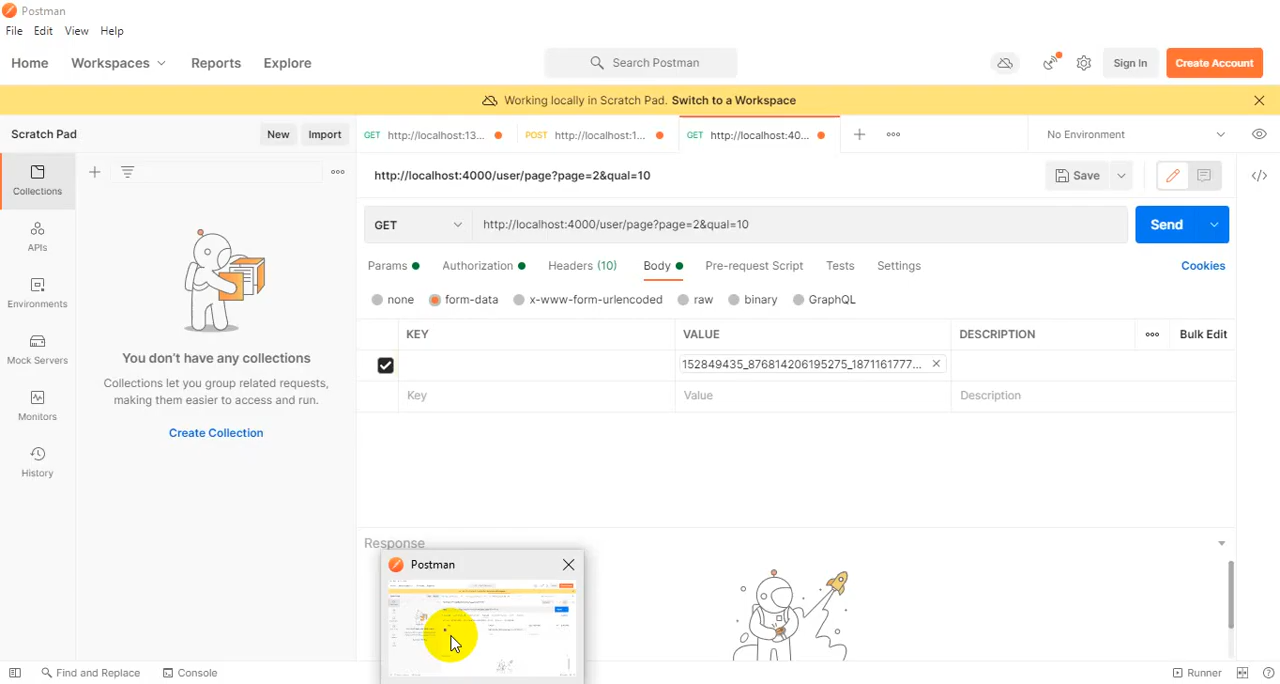 Postman
File Edit View Help
Home Workspaces Reports Explore Search Postman Sign In Create Account
Working locally in Scratch Pad. Switch to a Workspace
Scratch Pad New Import GET http://localhost:13... POST http://localhost:1... GET http://localhost:40... No Environment
Collections
APIs
Environments
Mock Servers
Monitors
History
You don't have any collections
Collections let you group related requests,
making them easier to access and run.
Create Collection
http://localhost:4000/user/page?page=2&qual=10 Save
GET http://localhost:4000/user/page?page=2&qual=10 Send
Params Authorization Headers (10) Body Pre-request Script Tests Settings Cookies
none form-data x-www-form-urlencoded raw binary GraphQL
KEY VALUE DESCRIPTION Bulk Edit
152849435_876814206195275_1871161777...
Key Value Description
Response
Postman
Find and Replace Console Runner